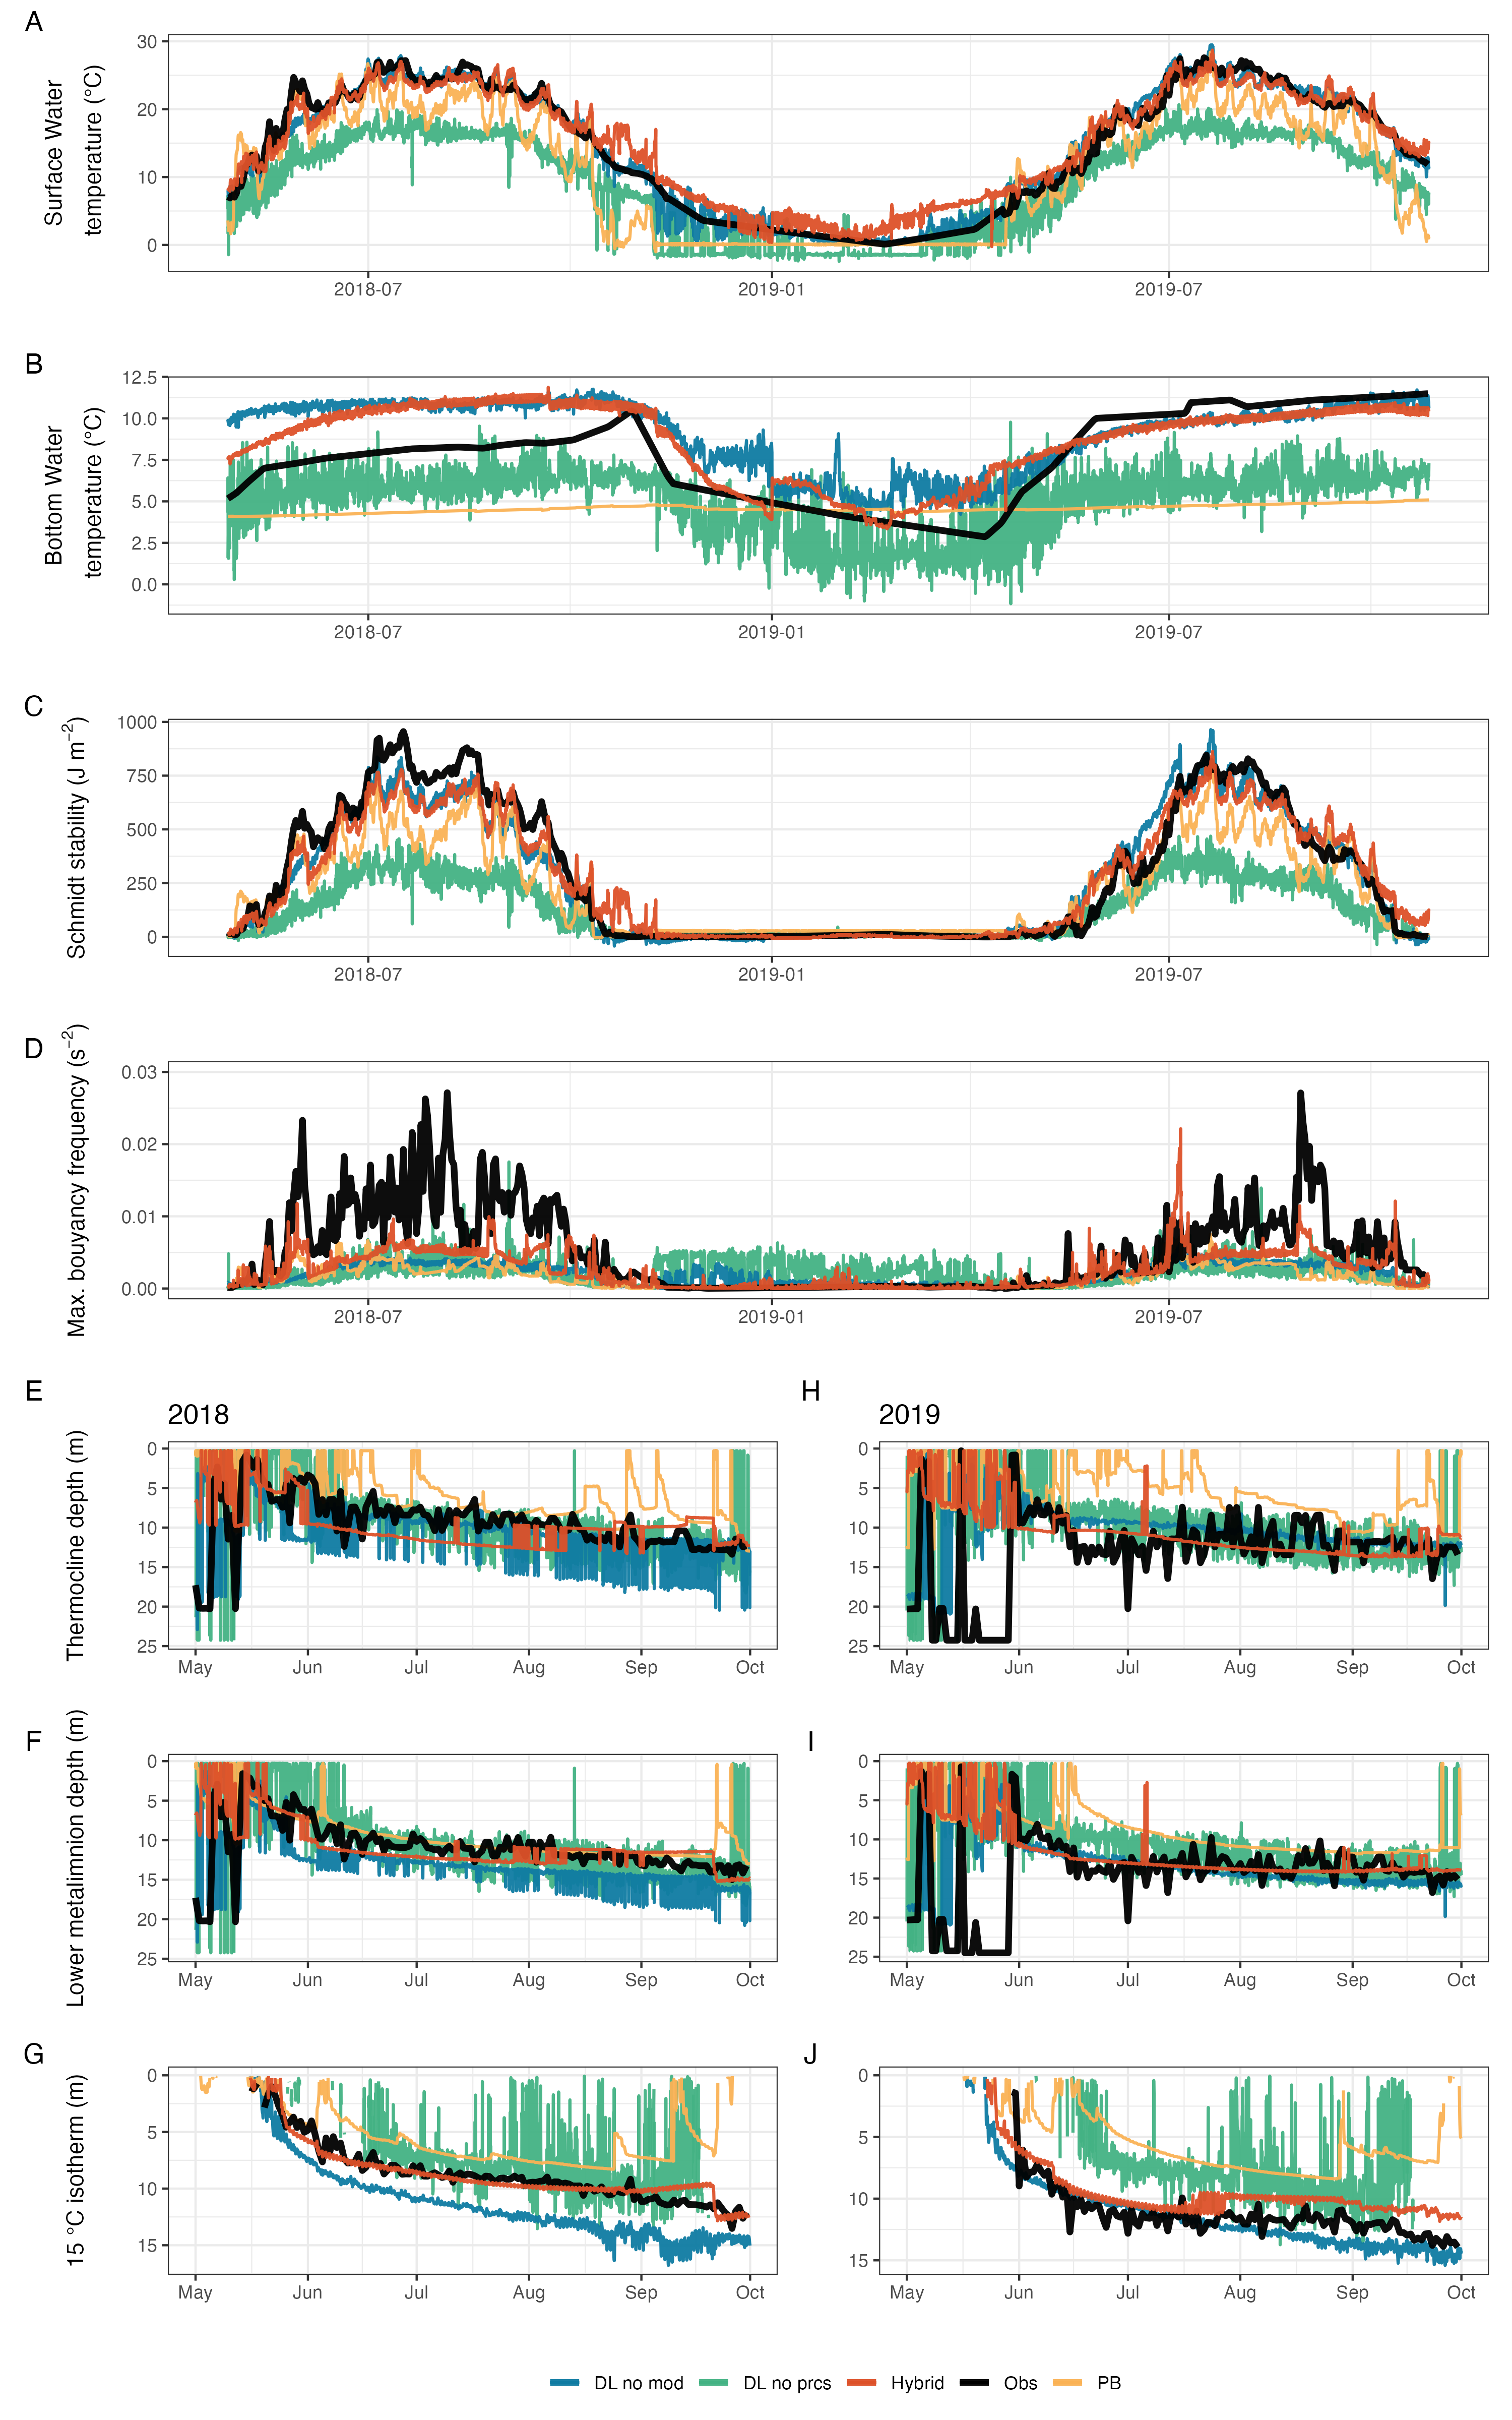 A
Surface Water
temperature (°C)
30
20
10
0
2018-07
2019-01
2019-07
B
Bottom Water
temperature (°C)
12.5
10.0
7.5
5.0
2.5
0.0
2018-07
2019-01
2019-07
C
Schmidt stability (J m⁻²)
1000
750
500
250
0
2018-07
2019-01
2019-07
D
Max. bouyancy frequency (s⁻²)
0.03
0.02
0.01
0.00
2018-07
2019-01
2019-07
E
2018
Thermocline depth (m)
0
5
10
15
20
25
May
Jun
Jul
Aug
Sep
Oct
H
2019
0
5
10
15
20
25
May
Jun
Jul
Aug
Sep
Oct
F
Lower metalimnion depth (m)
0
5
10
15
20
25
May
Jun
Jul
Aug
Sep
Oct
I
0
5
10
15
20
25
May
Jun
Jul
Aug
Sep
Oct
G
15 °C isotherm (m)
0
5
10
15
May
Jun
Jul
Aug
Sep
Oct
J
0
5
10
15
May
Jun
Jul
Aug
Sep
Oct
DL no mod
DL no prcs
Hybrid
Obs
PB